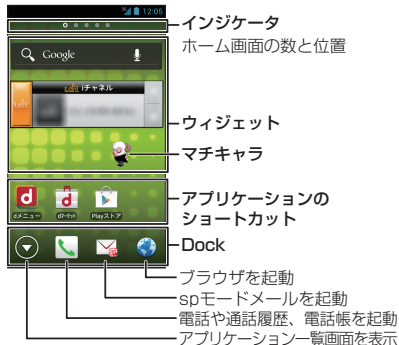 12:05
インジケータ
ホーム画面の数と位置
Google
iチャネル
ウィジェット
マチキャラ
アプリケーションの
ショートカット
dメニュー dマーケット Playストア
Dock
ブラウザを起動
spモードメールを起動
電話や通話履歴、電話帳を起動
アプリケーション一覧画面を表示